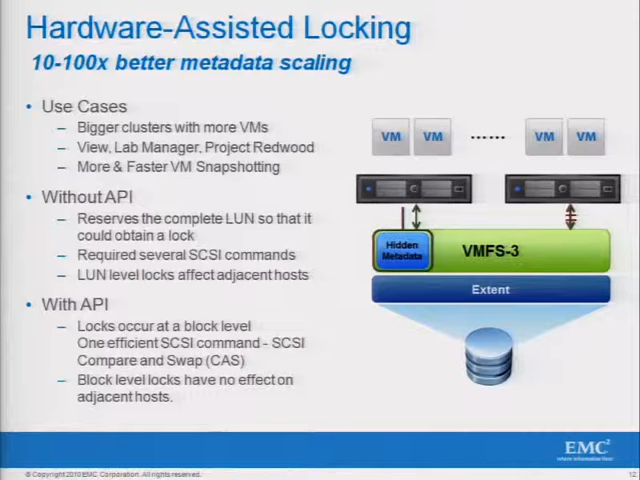 Hardware-Assisted Locking
10-100x better metadata scaling
• Use Cases
– Bigger clusters with more VMs
– View, Lab Manager, Project Redwood
– More & Faster VM Snapshotting
• Without API
– Reserves the complete LUN so that it
could obtain a lock
– Required several SCSI commands
– LUN level locks affect adjacent hosts
• With API
– Locks occur at a block level
One efficient SCSI command - SCSI
Compare and Swap (CAS)
– Block level locks have no effect on
adjacent hosts.
VM VM ...... VM VM
Hidden
Metadata
VMFS-3
Extent
EMC²
where information lives
© Copyright 2010 EMC Corporation. All rights reserved.
12